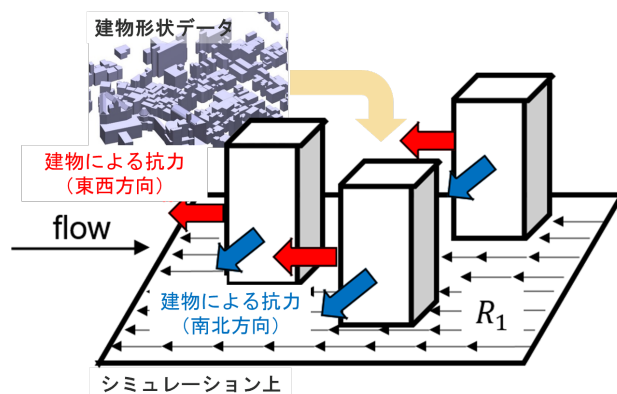 建物形状データ
建物による抗力
（東西方向）
flow
建物による抗力
（南北方向）
R₁
シミュレーション上